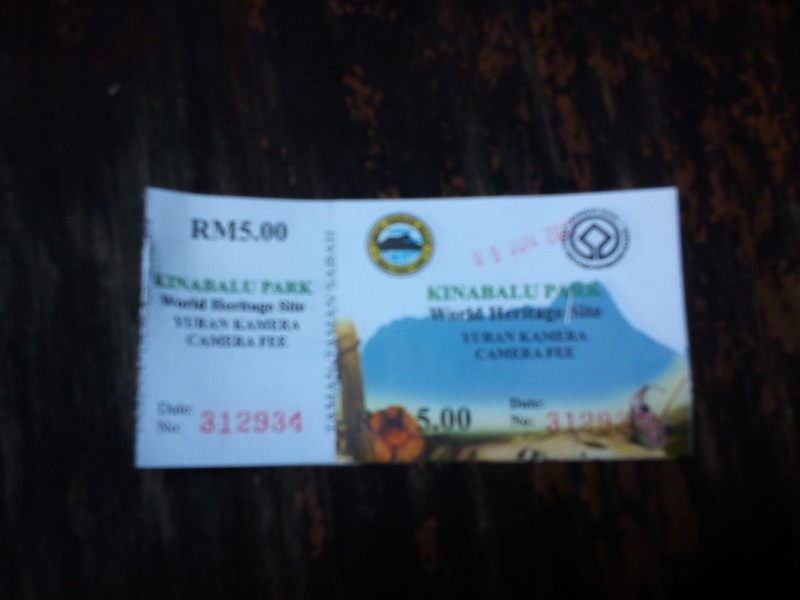 RM5.00
KINABALU PARK
World Heritage Site
YURAN KAMERA
CAMERA FEE
Date:
No: 312934
TAMAN-TAMAN SABAH
KINABALU PARK
World Heritage Site
YURAN KAMERA
CAMERA FEE
5.00
Date:
No: 31293